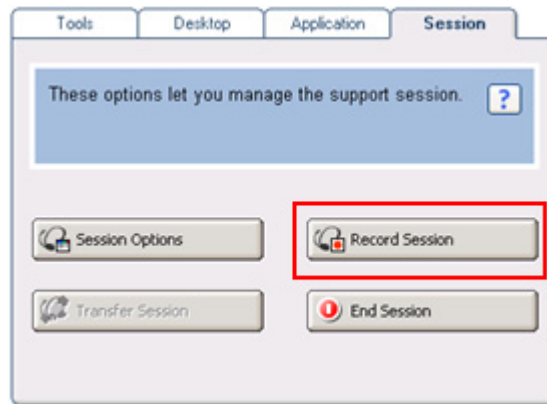 Tools Desktop Application Session
These options let you manage the support session. ?
Session Options Record Session
Transfer Session End Session